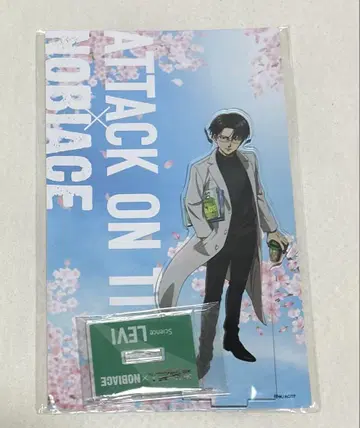 ATTACK ON TI
×
NOBIACE
Science
LEVI
× NOBIACE